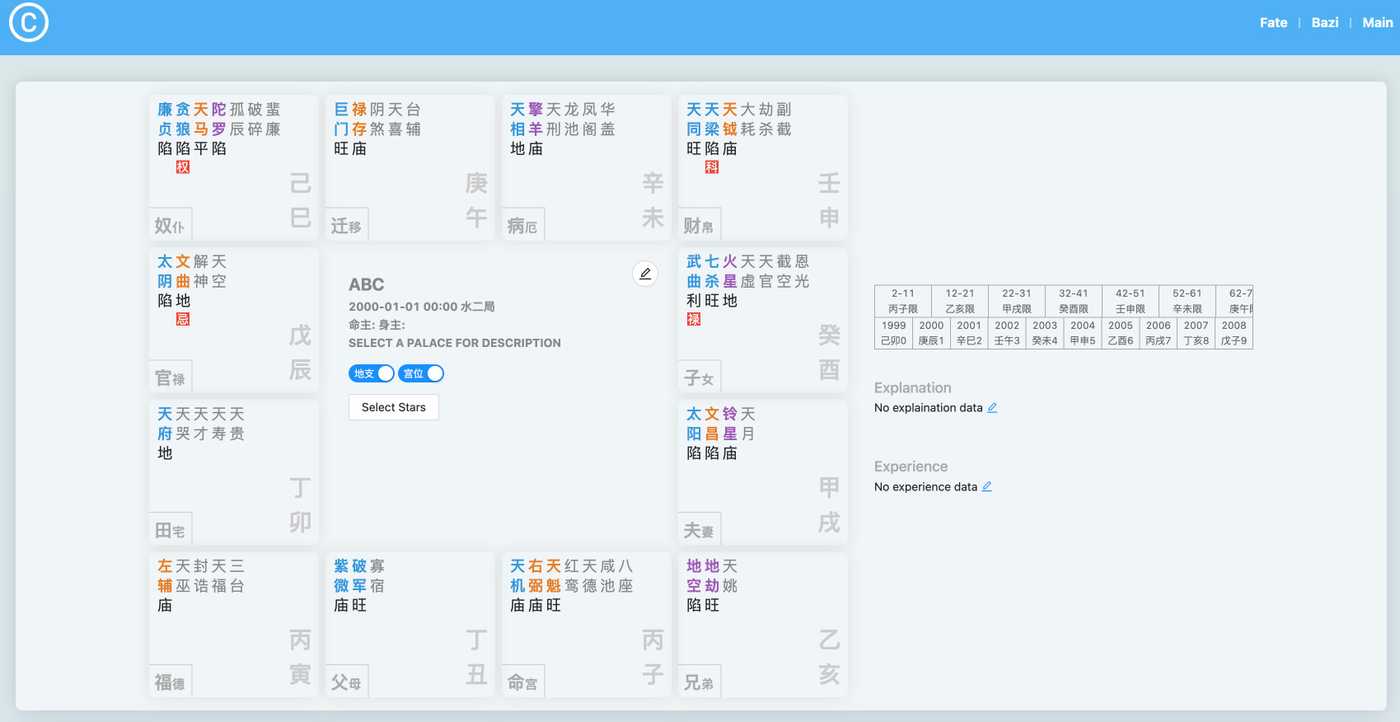 C
Fate | Bazi | Main
廉贪天陀孤破蜚
贞狼马罗辰碎廉
陷陷平陷
权
己
巳
奴仆
巨禄阴天台
门存煞喜辅
旺庙
庚
午
迁移
天擎天龙凤华
相羊刑池阁盖
地庙
辛
未
病厄
天天天大劫副
同梁钺耗杀截
旺陷庙
科
壬
申
财帛
太文解天
阴曲神空
陷地
忌
戊
辰
官禄
ABC
2000-01-01 00:00 水二局
命主: 身主:
SELECT A PALACE FOR DESCRIPTION
地支 宫位
Select Stars
武七火天天截恩
曲杀星虚官空光
利旺地
禄
癸
酉
子女
天天天天天
府哭才寿贵
地
丁
卯
田宅
太文铃天
阳昌星月
陷陷庙
甲
戌
夫妻
左天封天三
辅巫诰福台
庙
丙
寅
福德
紫破寡
微军宿
庙旺
丁
丑
父母
天右天红天咸八
机弼魁鸾德池座
庙庙旺
丙
子
命宫
地地天
空劫姚
陷旺
乙
亥
兄弟
2-11 12-21 22-31 32-41 42-51 52-61 62-7
丙子限 乙亥限 甲戌限 癸酉限 壬申限 辛未限 庚午
1999 2000 2001 2002 2003 2004 2005 2006 2007 2008
己卯0 庚辰1 辛巳2 壬午3 癸未4 甲申5 乙酉6 丙戌7 丁亥8 戊子9
Explanation
No explaination data
Experience
No experience data